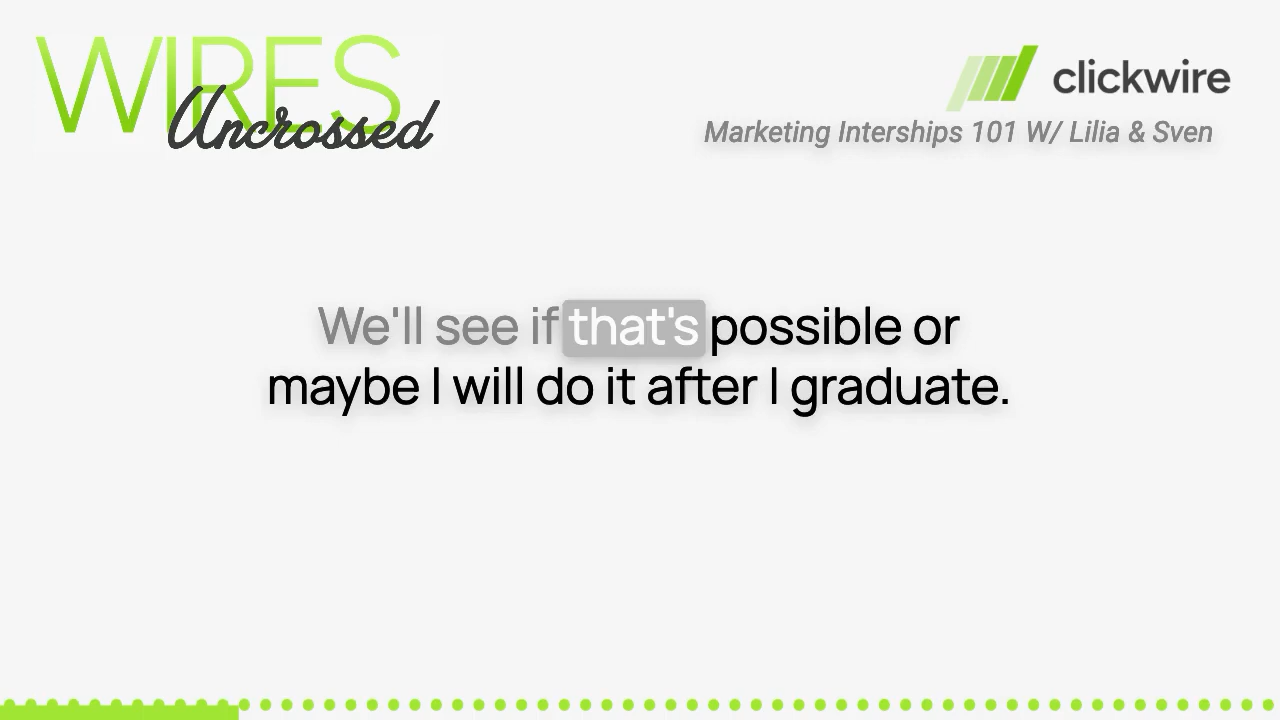 WIRES
Uncrossed
clickwire
Marketing Interships 101 W/ Lilia & Sven
We'll see if that's possible or
maybe I will do it after I graduate.